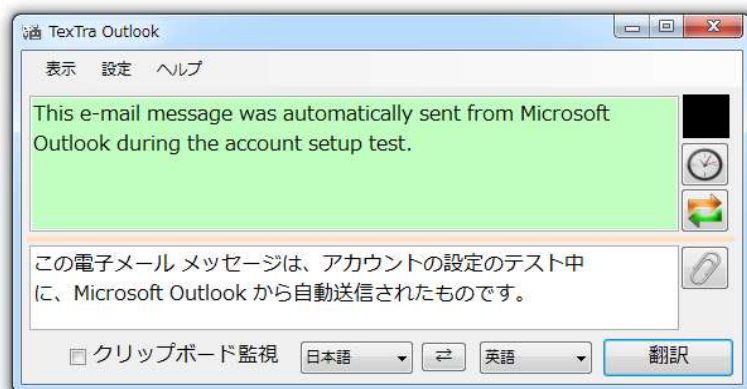 TexTra Outlook
表示 設定 ヘルプ
This e-mail message was automatically sent from Microsoft
Outlook during the account setup test.
この電子メール メッセージは、アカウントの設定のテスト中
に、Microsoft Outlook から自動送信されたものです。
クリップボード監視 日本語 ⇄ 英語 翻訳